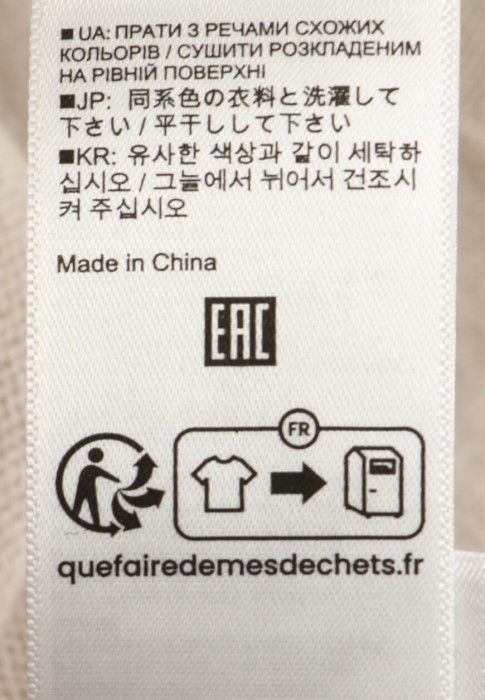 ■ UA: ПРАТИ З РЕЧАМИ СХОЖИХ
КОЛЬОРІВ / СУШИТИ РОЗКЛАДЕНИМ
НА РІВНІЙ ПОВЕРХНІ
■JP: 同系色の衣料と洗濯して
下さい / 平干しして下さい
■KR: 유사한 색상과 같이 세탁하
십시오 / 그늘에서 뉘어서 건조시
켜 주십시오
Made in China
EAC
FR
quefairedemesdechets.fr